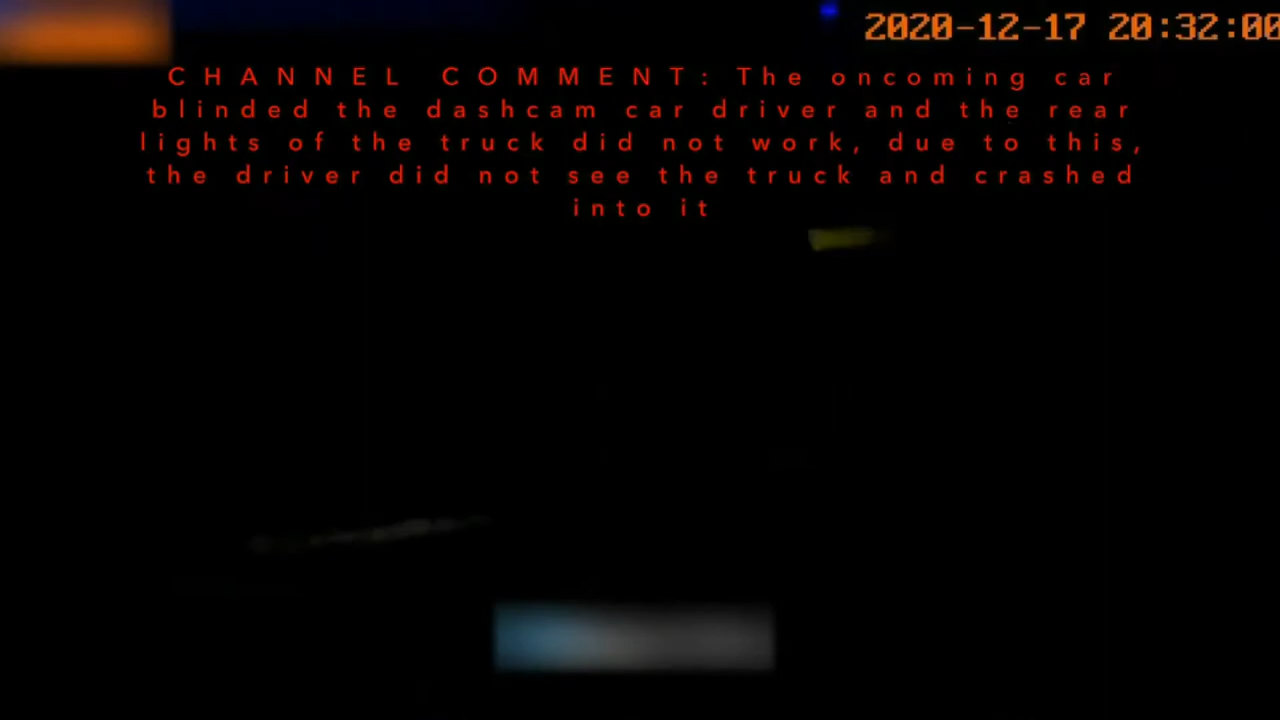 2020-12-17 20:32:00
CHANNEL COMMENT: The oncoming car
blinded the dashcam car driver and the rear
lights of the truck did not work, due to this,
the driver did not see the truck and crashed
into it